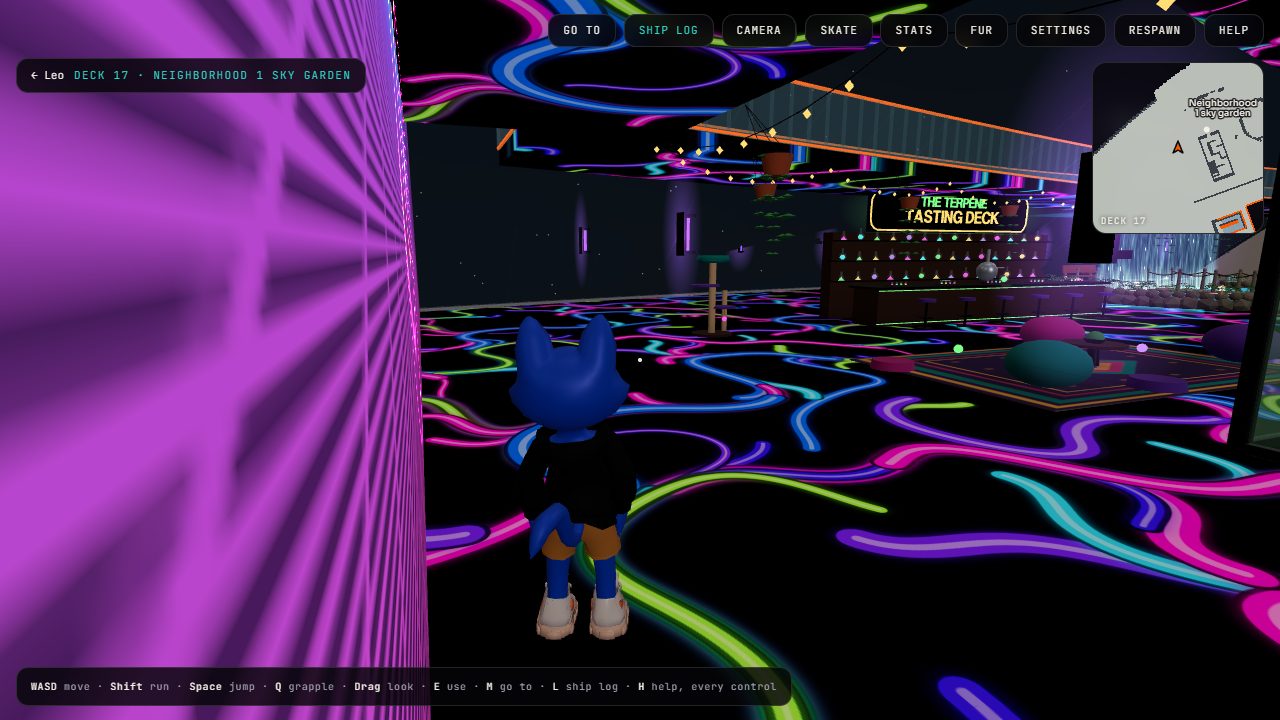 GO TO
SHIP LOG
CAMERA
SKATE
STATS
FUR
SETTINGS
RESPAWN
HELP
← Leo DECK 17 · NEIGHBORHOOD 1 SKY GARDEN
Neighborhood
1 sky garden
DECK 17
THE TERPENE
TASTING DECK
WASD move · Shift run · Space jump · Q grapple · Drag look · E use · M go to · L ship log · H help, every control